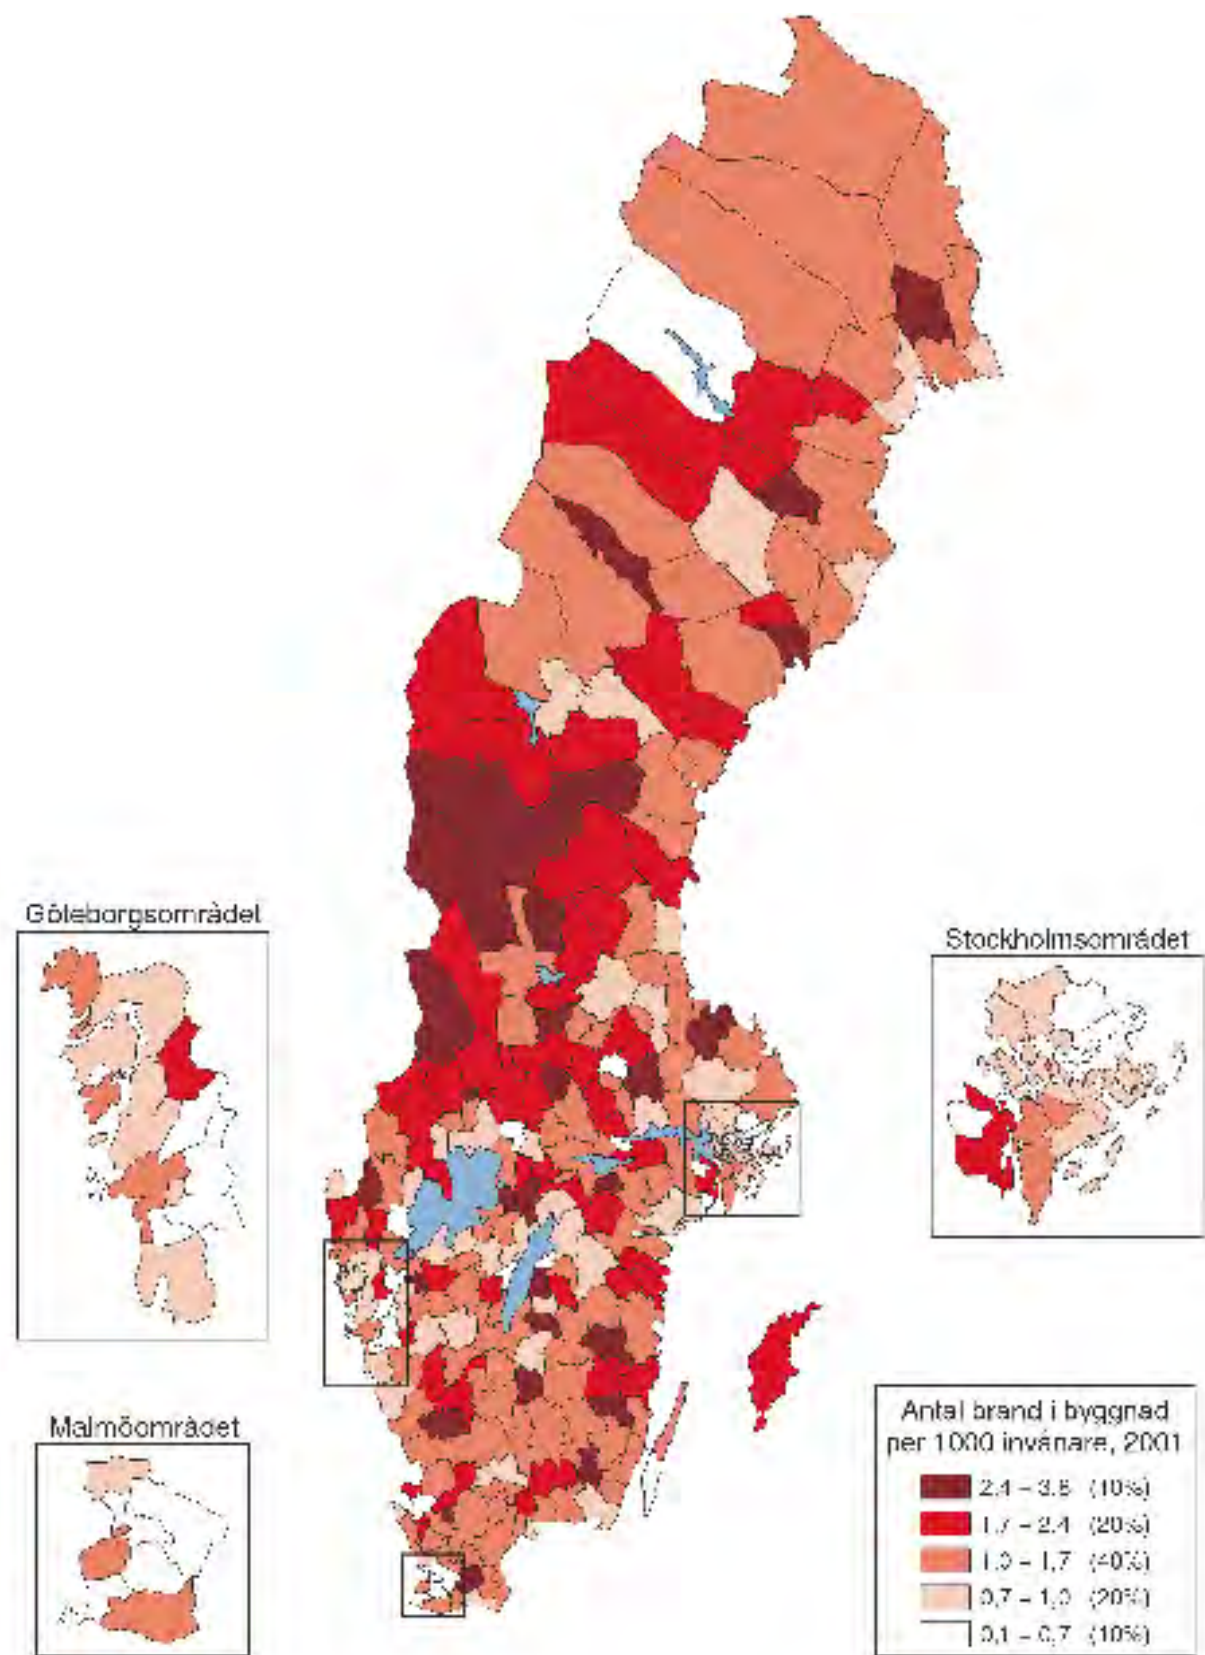 Göteborgsområdet
Stockholmsområdet
Malmöområdet
Antal brand i byggnad
per 1000 invånare, 2001
2,4 – 3,8 (10%)
1,7 – 2,4 (20%)
1,0 – 1,7 (40%)
0,7 – 1,0 (20%)
0,1 – 0,7 (10%)